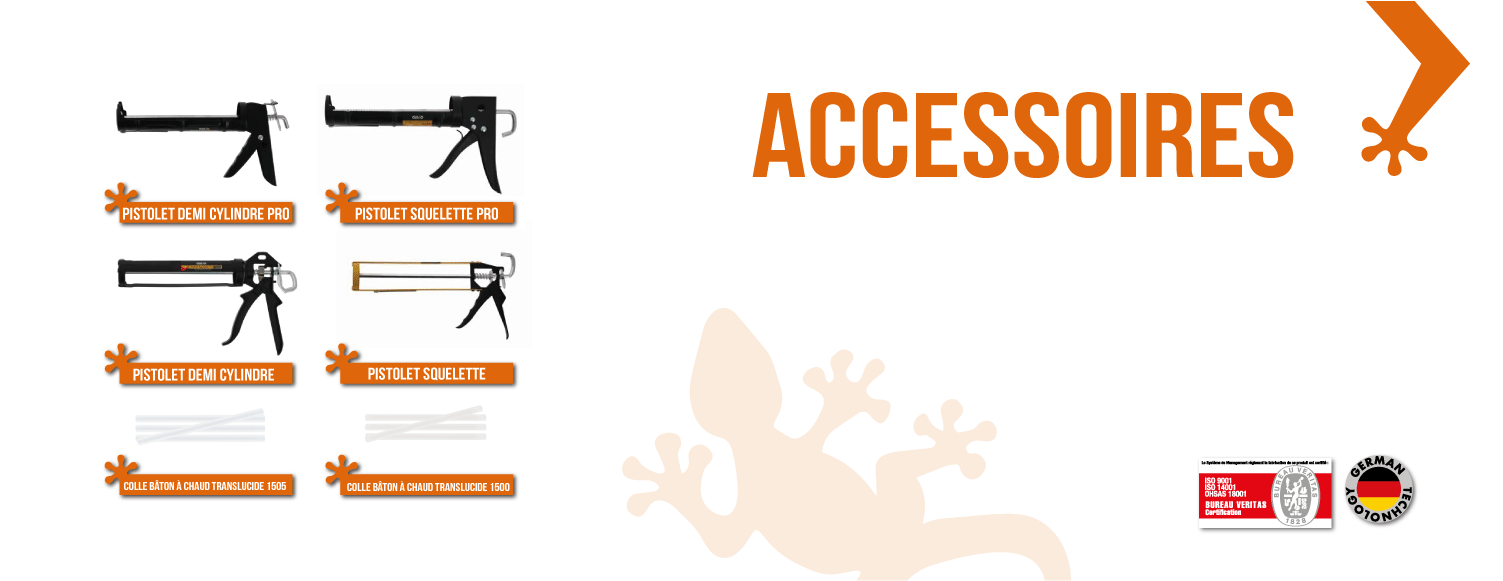 ACCESSOIRES
PISTOLET DEMI CYLINDRE PRO
PISTOLET SQUELETTE PRO
PISTOLET DEMI CYLINDRE
PISTOLET SQUELETTE
COLLE BÂTON À CHAUD TRANSLUCIDE 1505
COLLE BÂTON À CHAUD TRANSLUCIDE 1500
Le Système de Management régissant la fabrication de ce produit est certifié :
ISO 9001
ISO 14001
OHSAS 18001
BUREAU VERITAS
Certification
BUREAU VERITAS
1828
GERMAN
TECHNOLOGY